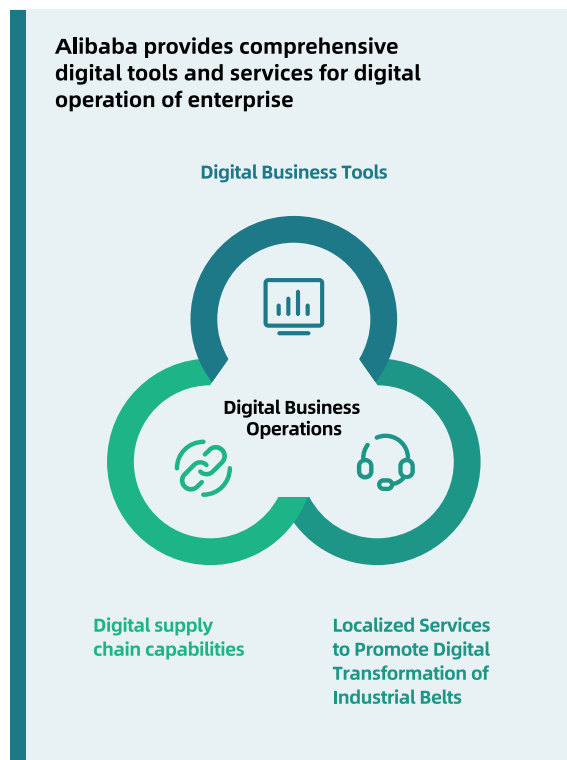 Alibaba provides comprehensive
digital tools and services for digital
operation of enterprise
Digital Business Tools
Digital Business
Operations
Digital supply
chain capabilities
Localized Services
to Promote Digital
Transformation of
Industrial Belts